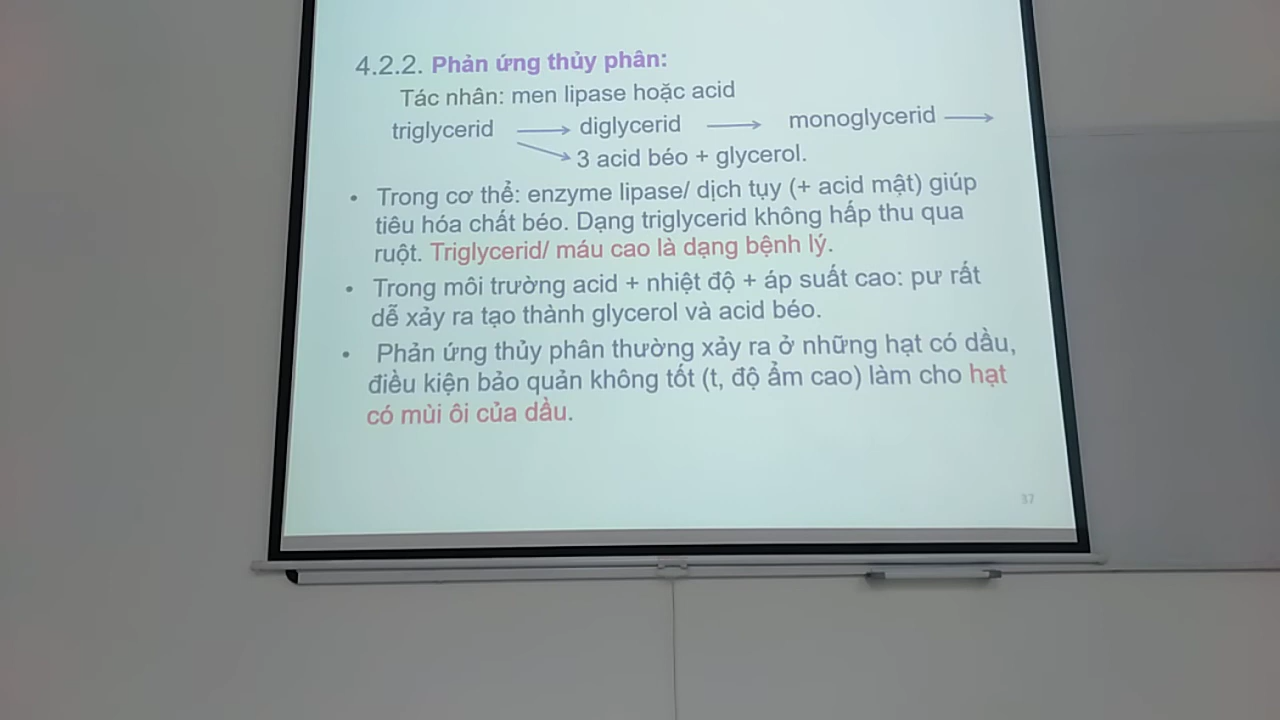 4.2.2. Phản ứng thủy phân:
Tác nhân: men lipase hoặc acid
triglycerid → diglycerid → monoglycerid →
3 acid béo + glycerol.
• Trong cơ thể: enzyme lipase/ dịch tụy (+ acid mật) giúp
tiêu hóa chất béo. Dạng triglycerid không hấp thu qua
ruột. Triglycerid/ máu cao là dạng bệnh lý.
• Trong môi trường acid + nhiệt độ + áp suất cao: pư rất
dễ xảy ra tạo thành glycerol và acid béo.
• Phản ứng thủy phân thường xảy ra ở những hạt có dầu,
điều kiện bảo quản không tốt (t, độ ẩm cao) làm cho hạt
có mùi ôi của dầu.
37